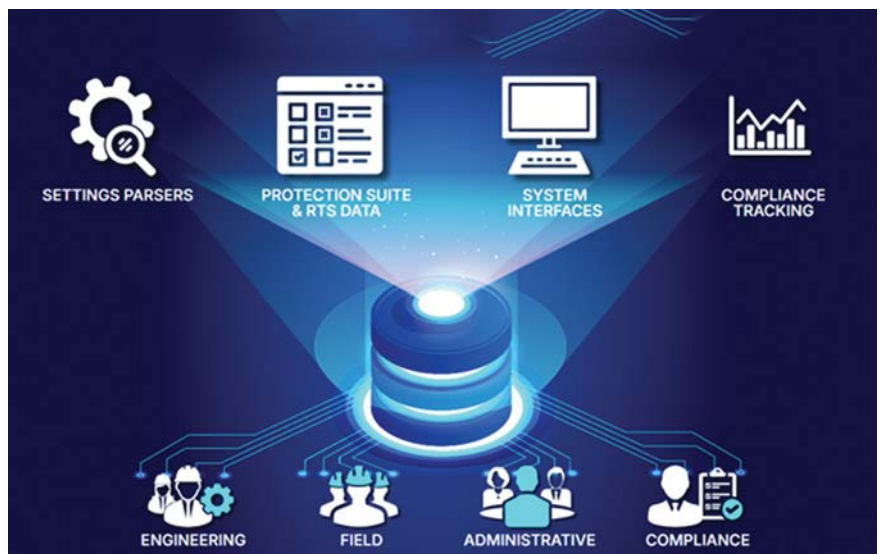 SETTINGS PARSERS
PROTECTION SUITE
& RTS DATA
SYSTEM
INTERFACES
COMPLIANCE
TRACKING
ENGINEERING
FIELD
ADMINISTRATIVE
COMPLIANCE